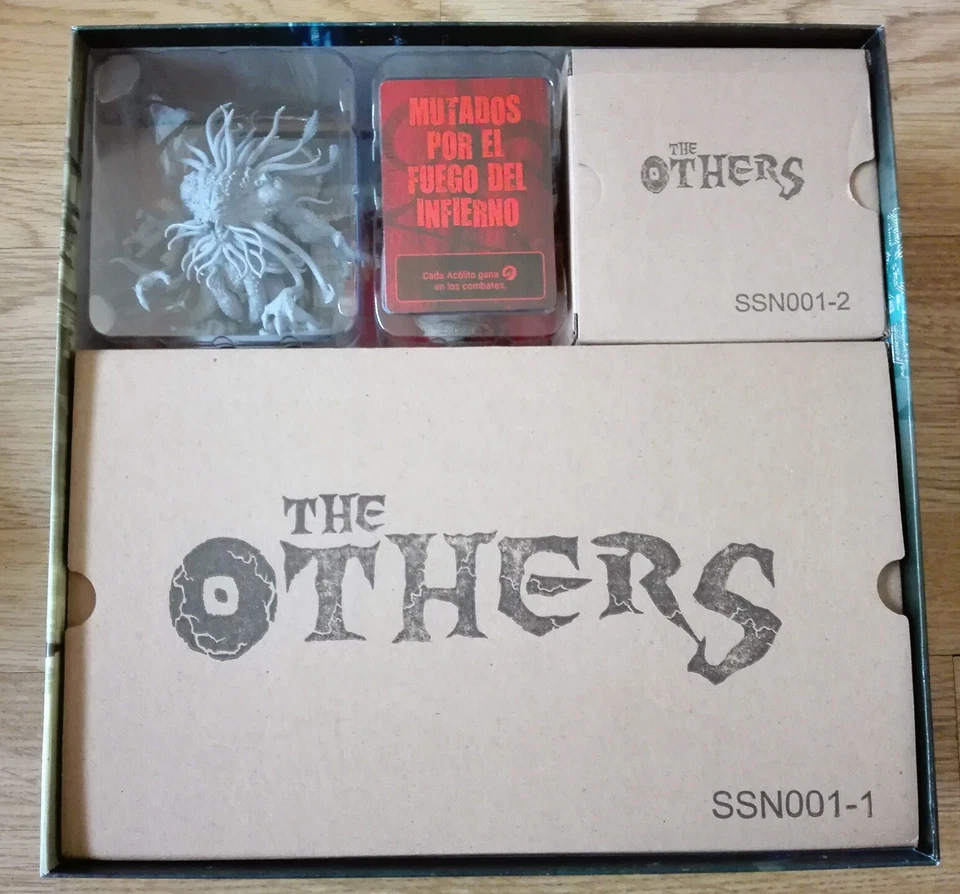 MUTADOS
POR EL
FUEGO DEL
INFIERNO
Cada Acólito gana
en los combates.
THE
OTHERS
SSN001-2
THE
OTHERS
SSN001-1